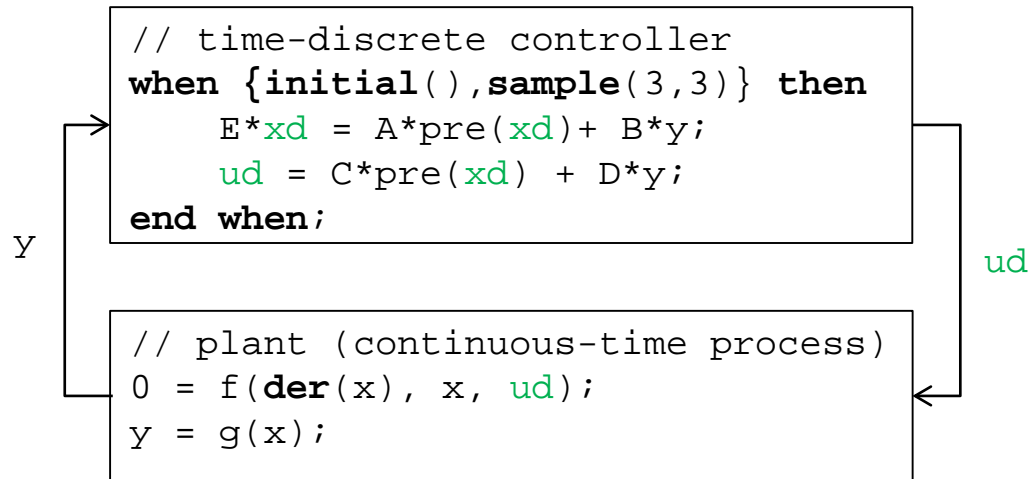 // time-discrete controller
when {initial(),sample(3,3)} then
E*xd = A*pre(xd)+ B*y;
ud = C*pre(xd) + D*y;
end when;
y
ud
// plant (continuous-time process)
0 = f(der(x), x, ud);
y = g(x);